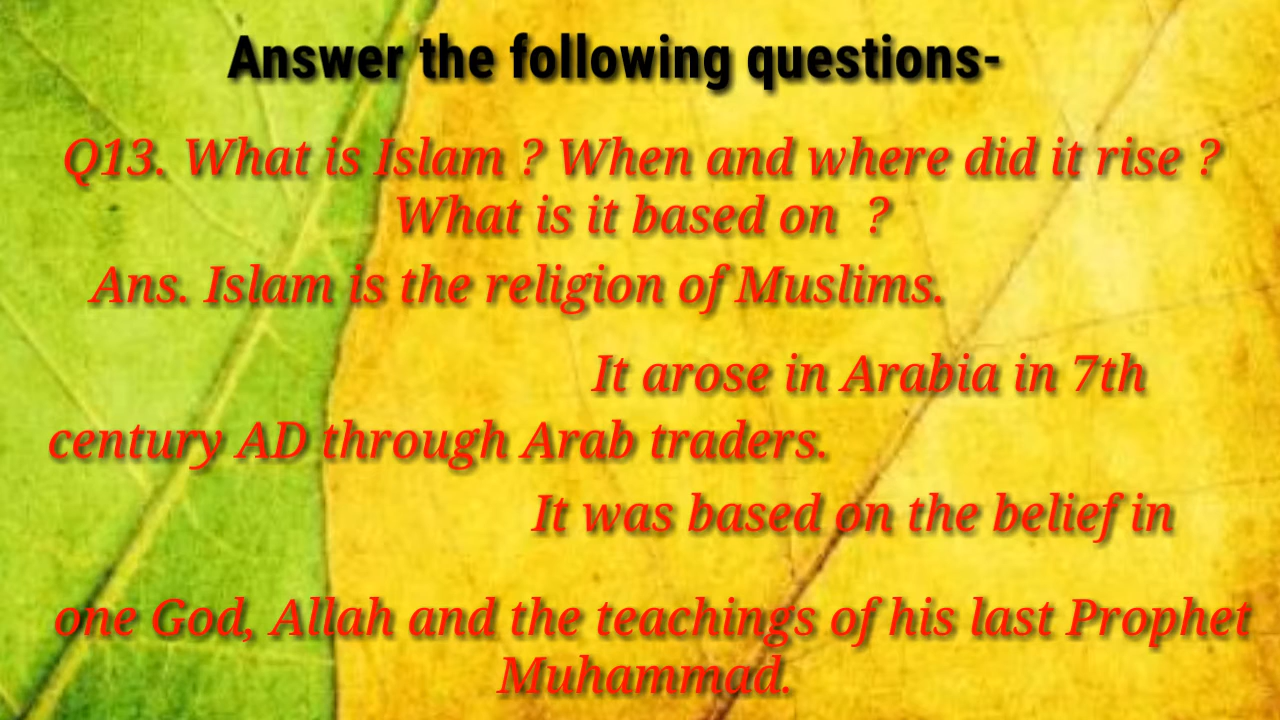 Answer the following questions-
Q13. What is Islam ? When and where did it rise ?
What is it based on ?
Ans. Islam is the religion of Muslims.
It arose in Arabia in 7th
century AD through Arab traders.
It was based on the belief in
one God, Allah and the teachings of his last Prophet
Muhammad.